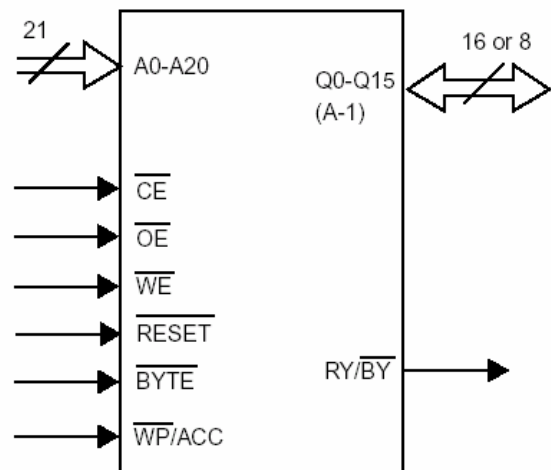 21
16 or 8
A0-A20
Q0-Q15
(A-1)
CE
OE
WE
RESET
BYTE
RY/BY
WP/ACC